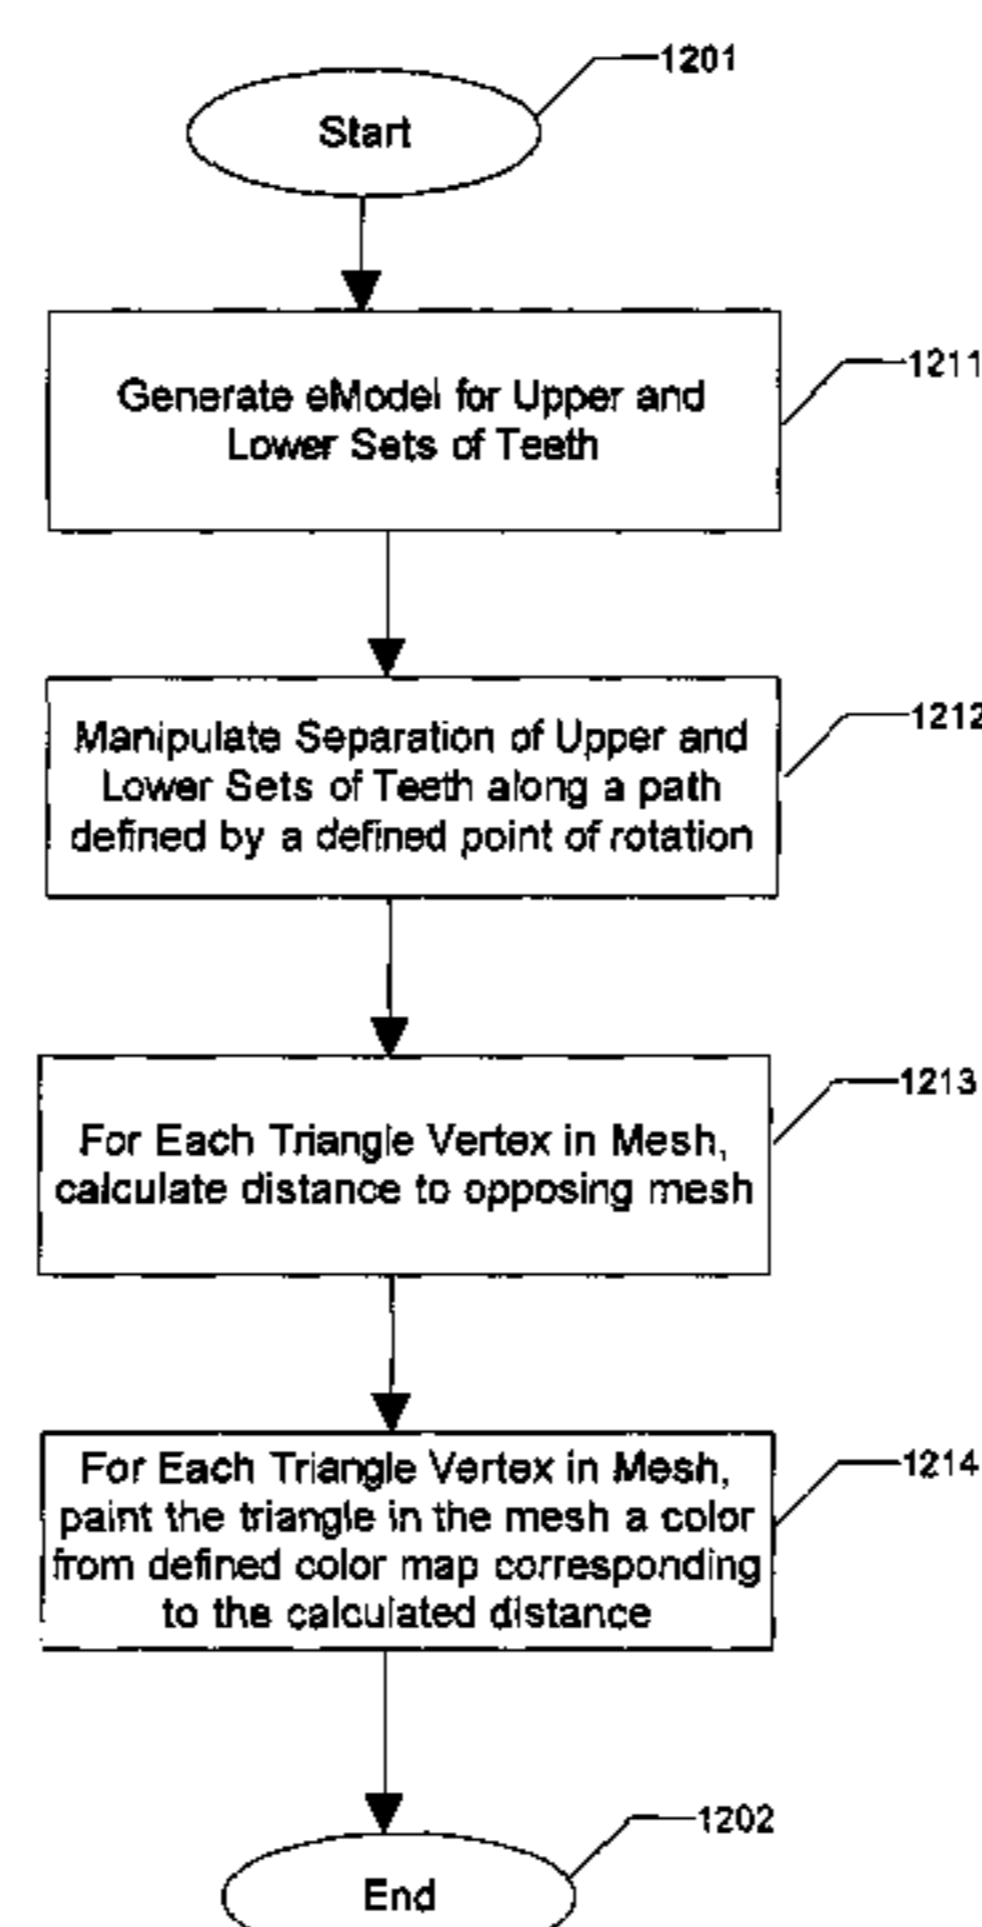 1201
Start
1211
Generate eModel for Upper and
Lower Sets of Teeth
1212
Manipulate Separation of Upper and
Lower Sets of Teeth along a path
defined by a defined point of rotation
1213
For Each Triangle Vertex in Mesh,
calculate distance to opposing mesh
1214
For Each Triangle Vertex in Mesh,
paint the triangle in the mesh a color
from defined color map corresponding
to the calculated distance
1202
End